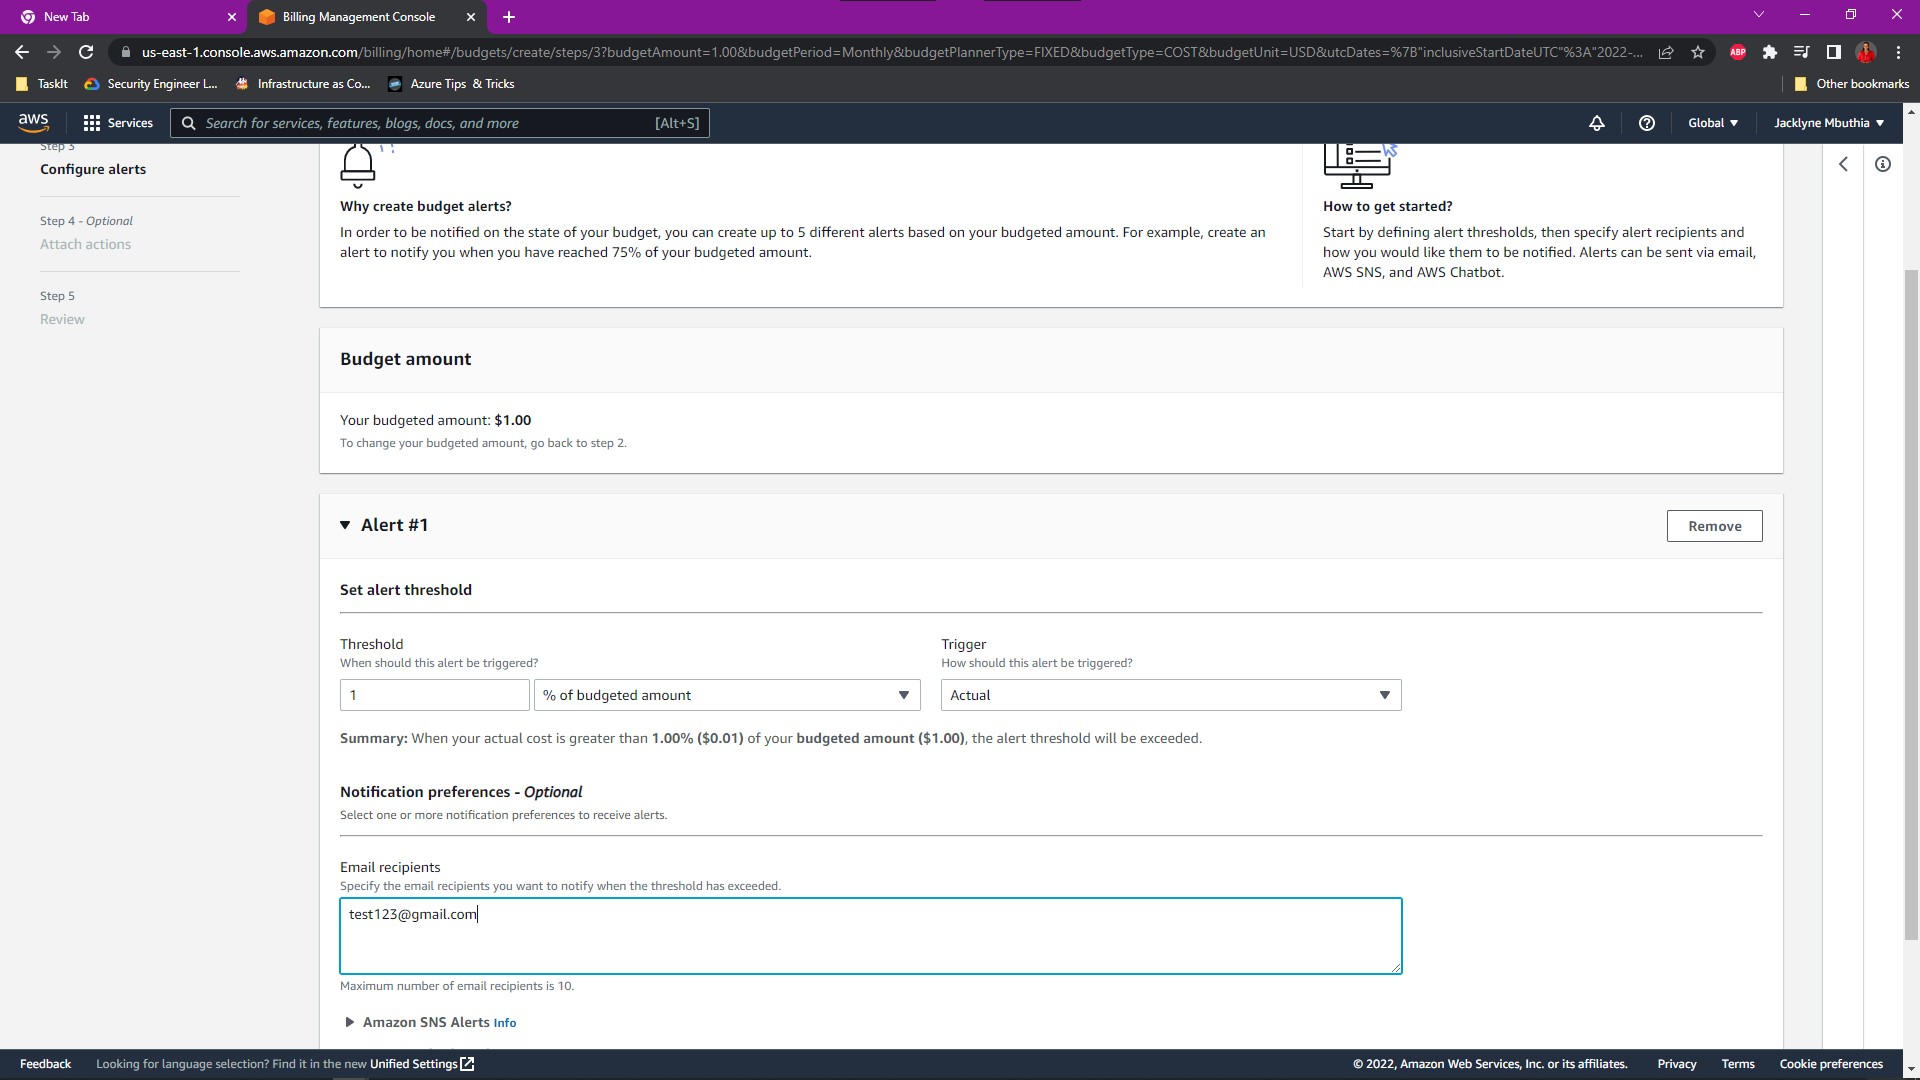 New Tab
Billing Management Console
us-east-1.console.aws.amazon.com/billing/home#/budgets/create/steps/3?budgetAmount=1.00&budgetPeriod=Monthly&budgetPlannerType=FIXED&budgetType=COST&budgetUnit=USD&utcDates=%7B"inclusiveStartDateUTC"%3A"2022-...
ABP
TaskIt
Security Engineer L...
Infrastructure as Co...
Azure Tips & Tricks
Other bookmarks
aws
Services
Search for services, features, blogs, docs, and more
[Alt+S]
Global
Jacklyne Mbuthia
Step 3
Configure alerts
Step 4 - Optional
Attach actions
Step 5
Review
Why create budget alerts?
In order to be notified on the state of your budget, you can create up to 5 different alerts based on your budgeted amount. For example, create an
alert to notify you when you have reached 75% of your budgeted amount.
How to get started?
Start by defining alert thresholds, then specify alert recipients and
how you would like them to be notified. Alerts can be sent via email,
AWS SNS, and AWS Chatbot.
Budget amount
Your budgeted amount: $1.00
To change your budgeted amount, go back to step 2.
Alert #1
Remove
Set alert threshold
Threshold
When should this alert be triggered?
1
% of budgeted amount
Trigger
How should this alert be triggered?
Actual
Summary: When your actual cost is greater than 1.00% ($0.01) of your budgeted amount ($1.00), the alert threshold will be exceeded.
Notification preferences - Optional
Select one or more notification preferences to receive alerts.
Email recipients
Specify the email recipients you want to notify when the threshold has exceeded.
test123@gmail.com
Maximum number of email recipients is 10.
Amazon SNS Alerts Info
Feedback
Looking for language selection? Find it in the new Unified Settings
© 2022, Amazon Web Services, Inc. or its affiliates.
Privacy
Terms
Cookie preferences